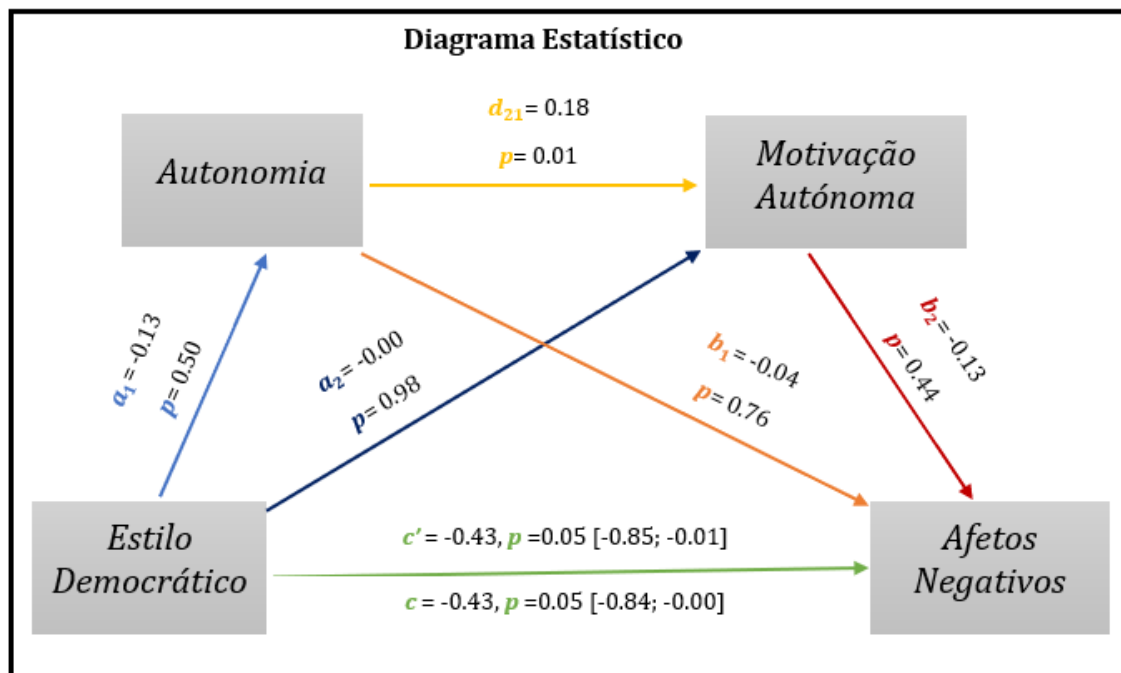 Diagrama Estatístico
d₂₁= 0.18
p= 0.01
Autonomia
Motivação
Autónoma
a₁ = -0.13
p= 0.50
a₂ = -0.00
p= 0.98
b₁ = -0.04
p= 0.76
b₂ = -0.13
p= 0.44
Estilo
Democrático
c’ = -0.43, p =0.05 [-0.85; -0.01]
c = -0.43, p =0.05 [-0.84; -0.00]
Afetos
Negativos